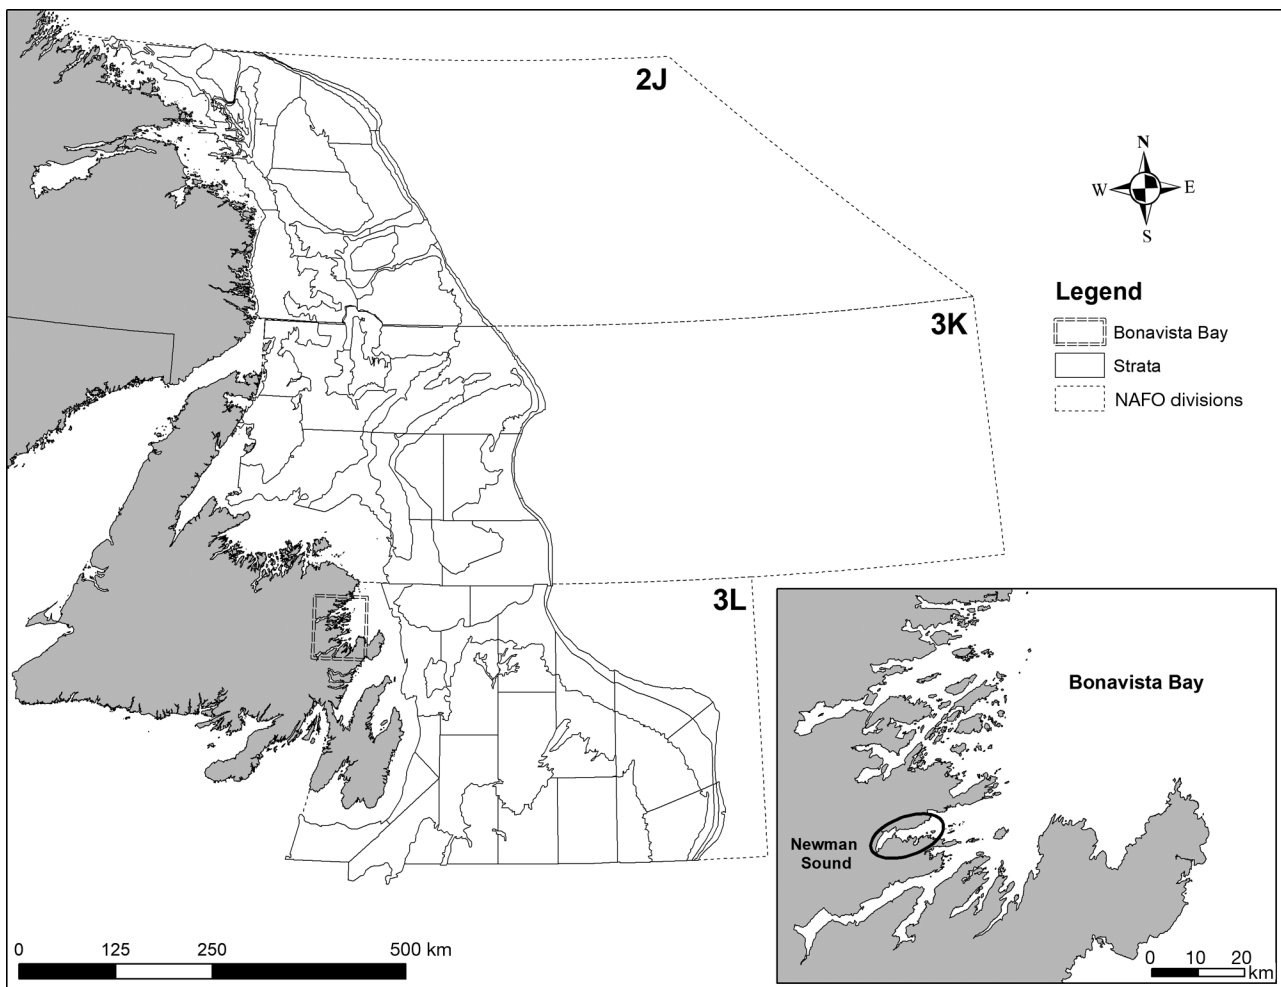 2J
N
W E
S
Legend
Bonavista Bay
Strata
NAFO divisions
3K
3L
Bonavista Bay
Newman
Sound
0 125 250 500 km
0 10 20
km